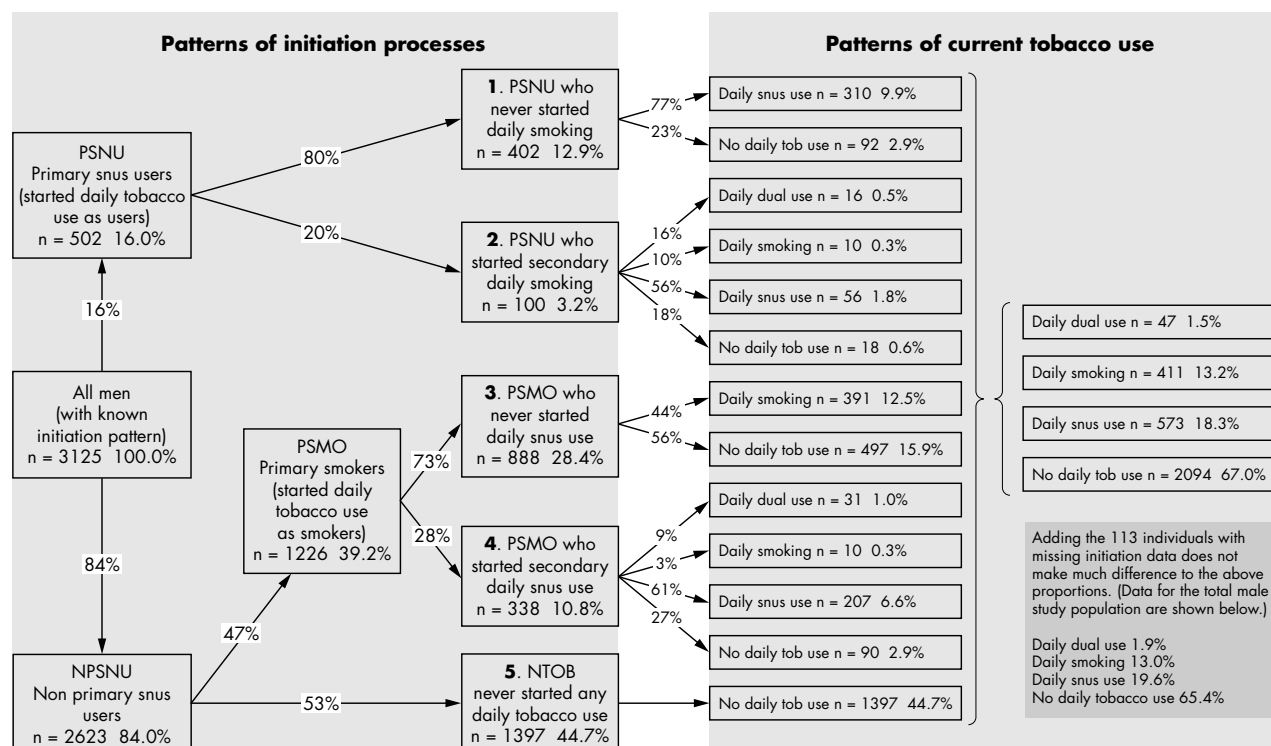 Patterns of initiation processes
PSNU
Primary snus users
(started daily tobacco
use as users)
n = 502 16.0%
16%
All men
(with known
initiation pattern)
n = 3125 100.0%
84%
NPSNU
Non primary snus
users
n = 2623 84.0%
80%
20%
PSMO
Primary smokers
(started daily
tobacco use
as smokers)
n = 1226 39.2%
47%
53%
73%
28%
1. PSNU who
never started
daily smoking
n = 402 12.9%
2. PSNU who
started secondary
daily smoking
n = 100 3.2%
3. PSMO who
never started
daily snus use
n = 888 28.4%
4. PSMO who
started secondary
daily snus use
n = 338 10.8%
5. NTOB
never started any
daily tobacco use
n = 1397 44.7%
77%
23%
16%
10%
56%
18%
44%
56%
9%
3%
61%
27%
Patterns of current tobacco use
Daily snus use n = 310 9.9%
No daily tob use n = 92 2.9%
Daily dual use n = 16 0.5%
Daily smoking n = 10 0.3%
Daily snus use n = 56 1.8%
No daily tob use n = 18 0.6%
Daily smoking n = 391 12.5%
No daily tob use n = 497 15.9%
Daily dual use n = 31 1.0%
Daily smoking n = 10 0.3%
Daily snus use n = 207 6.6%
No daily tob use n = 90 2.9%
No daily tob use n = 1397 44.7%
Daily dual use n = 47 1.5%
Daily smoking n = 411 13.2%
Daily snus use n = 573 18.3%
No daily tob use n = 2094 67.0%
Adding the 113 individuals with
missing initiation data does not
make much difference to the above
proportions. (Data for the total male
study population are shown below.)
Daily dual use 1.9%
Daily smoking 13.0%
Daily snus use 19.6%
No daily tobacco use 65.4%